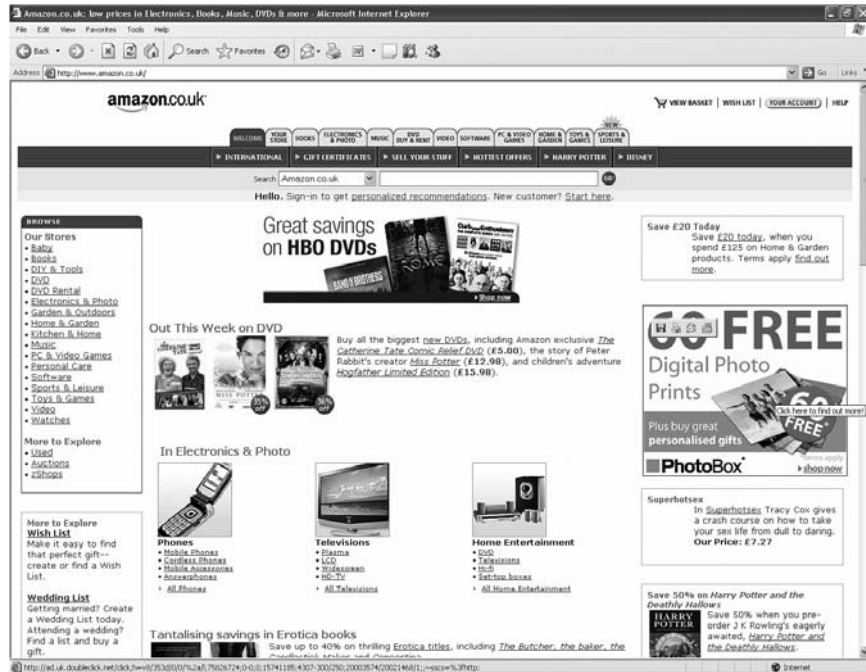 Amazon.co.uk: low prices in Electronics, Books, Music, DVDs & more - Microsoft Internet Explorer
File Edit View Favorites Tools Help
Back Search Favorites
Address http://www.amazon.co.uk/ Go Links
amazon.co.uk
VIEW BASKET | WISH LIST | YOUR ACCOUNT | HELP
NEW
WELCOME YOUR STORE BOOKS ELECTRONICS & PHOTO MUSIC DVD BUY & RENT VIDEO SOFTWARE PC & VIDEO GAMES HOME & GARDEN TOYS & GAMES SPORTS & LEISURE
INTERNATIONAL GIFT CERTIFICATES SELL YOUR STUFF HOTTEST OFFERS HARRY POTTER DISNEY
Search Amazon.co.uk GO!
Hello. Sign-in to get personalized recommendations. New customer? Start here.
BROWSE
Our Stores
• Baby
• Books
• DIY & Tools
• DVD
• DVD Rental
• Electronics & Photo
• Garden & Outdoors
• Home & Garden
• Kitchen & Home
• Music
• PC & Video Games
• Personal Care
• Software
• Sports & Leisure
• Toys & Games
• Video
• Watches
More to Explore
• Used
• Auctions
• zShops
More to Explore
Wish List
Make it easy to find
that perfect gift--
create or find a Wish
List.
Wedding List
Getting married? Create
a Wedding List today.
Attending a wedding?
Find a list and buy a
gift.
Great savings
on HBO DVDs
BAND OF BROTHERS
ROME
Shop now
Out This Week on DVD
MISS POTTER
35% off
36% off
Buy all the biggest new DVDs, including Amazon exclusive The
Catherine Tate Comic Relief DVD (£5.00), the story of Peter
Rabbit's creator Miss Potter (£12.98), and children's adventure
Hogfather Limited Edition (£15.98).
In Electronics & Photo
Phones
• Mobile Phones
• Cordless Phones
• Mobile Accessories
• Answerphones
› All Phones
Televisions
• Plasma
• LCD
• Widescreen
• HD-TV
› All Televisions
Home Entertainment
• DVD
• Televisions
• Hi-fi
• Set-top boxes
› All Home Entertainment
Tantalising savings in Erotica books
Save up to 40% on thrilling Erotica titles, including The Butcher, the baker, the
Candlestick Maker and Concertina.
Save £20 Today
Save £20 today, when you
spend £125 on Home & Garden
products. Terms apply find out
more.
60 FREE
Digital Photo
Prints
60
FREE*
Click here to find out more!
Plus buy great
personalised gifts
*terms apply
PhotoBox
shop now
Superhotsex
In Superhotsex Tracy Cox gives
a crash course on how to take
your sex life from dull to daring.
Our Price: £7.27
Save 50% on Harry Potter and the
Deathly Hallows
HARRY
POTTER
Save 50% when you pre-
order J K Rowling's eagerly
awaited, Harry Potter and
the Deathly Hallows.
Internet